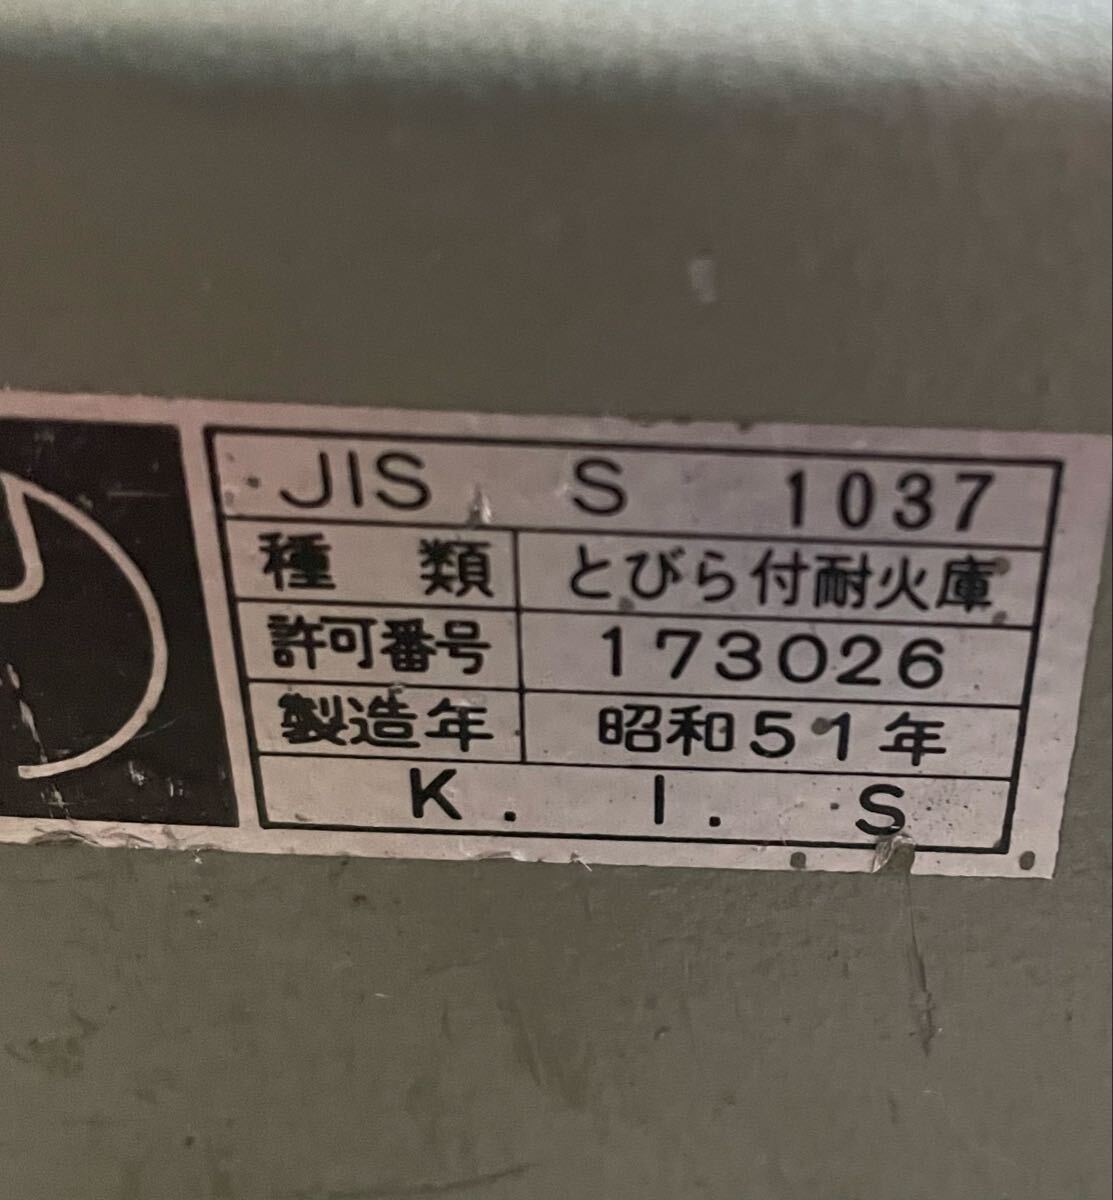 JIS S 1037
種類 とびら付耐火庫
許可番号 173026
製造年 昭和51年
K. I. S